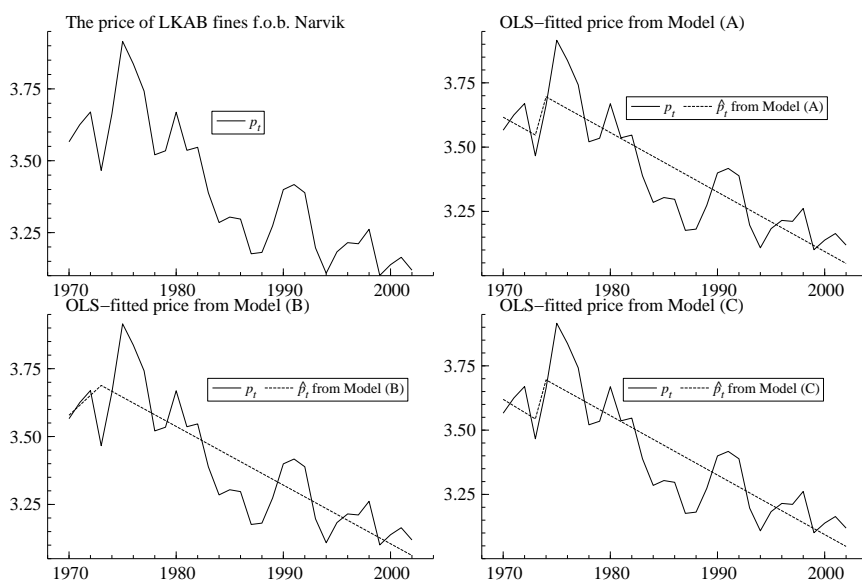 The price of LKAB fines f.o.b. Narvik
3.75
3.50
3.25
1970 1980 1990 2000
p_t
OLS−fitted price from Model (A)
3.75
3.50
3.25
1970 1980 1990 2000
p_t p̂_t from Model (A)
OLS−fitted price from Model (B)
3.75
3.50
3.25
1970 1980 1990 2000
p_t p̂_t from Model (B)
OLS−fitted price from Model (C)
3.75
3.50
3.25
1970 1980 1990 2000
p_t p̂_t from Model (C)